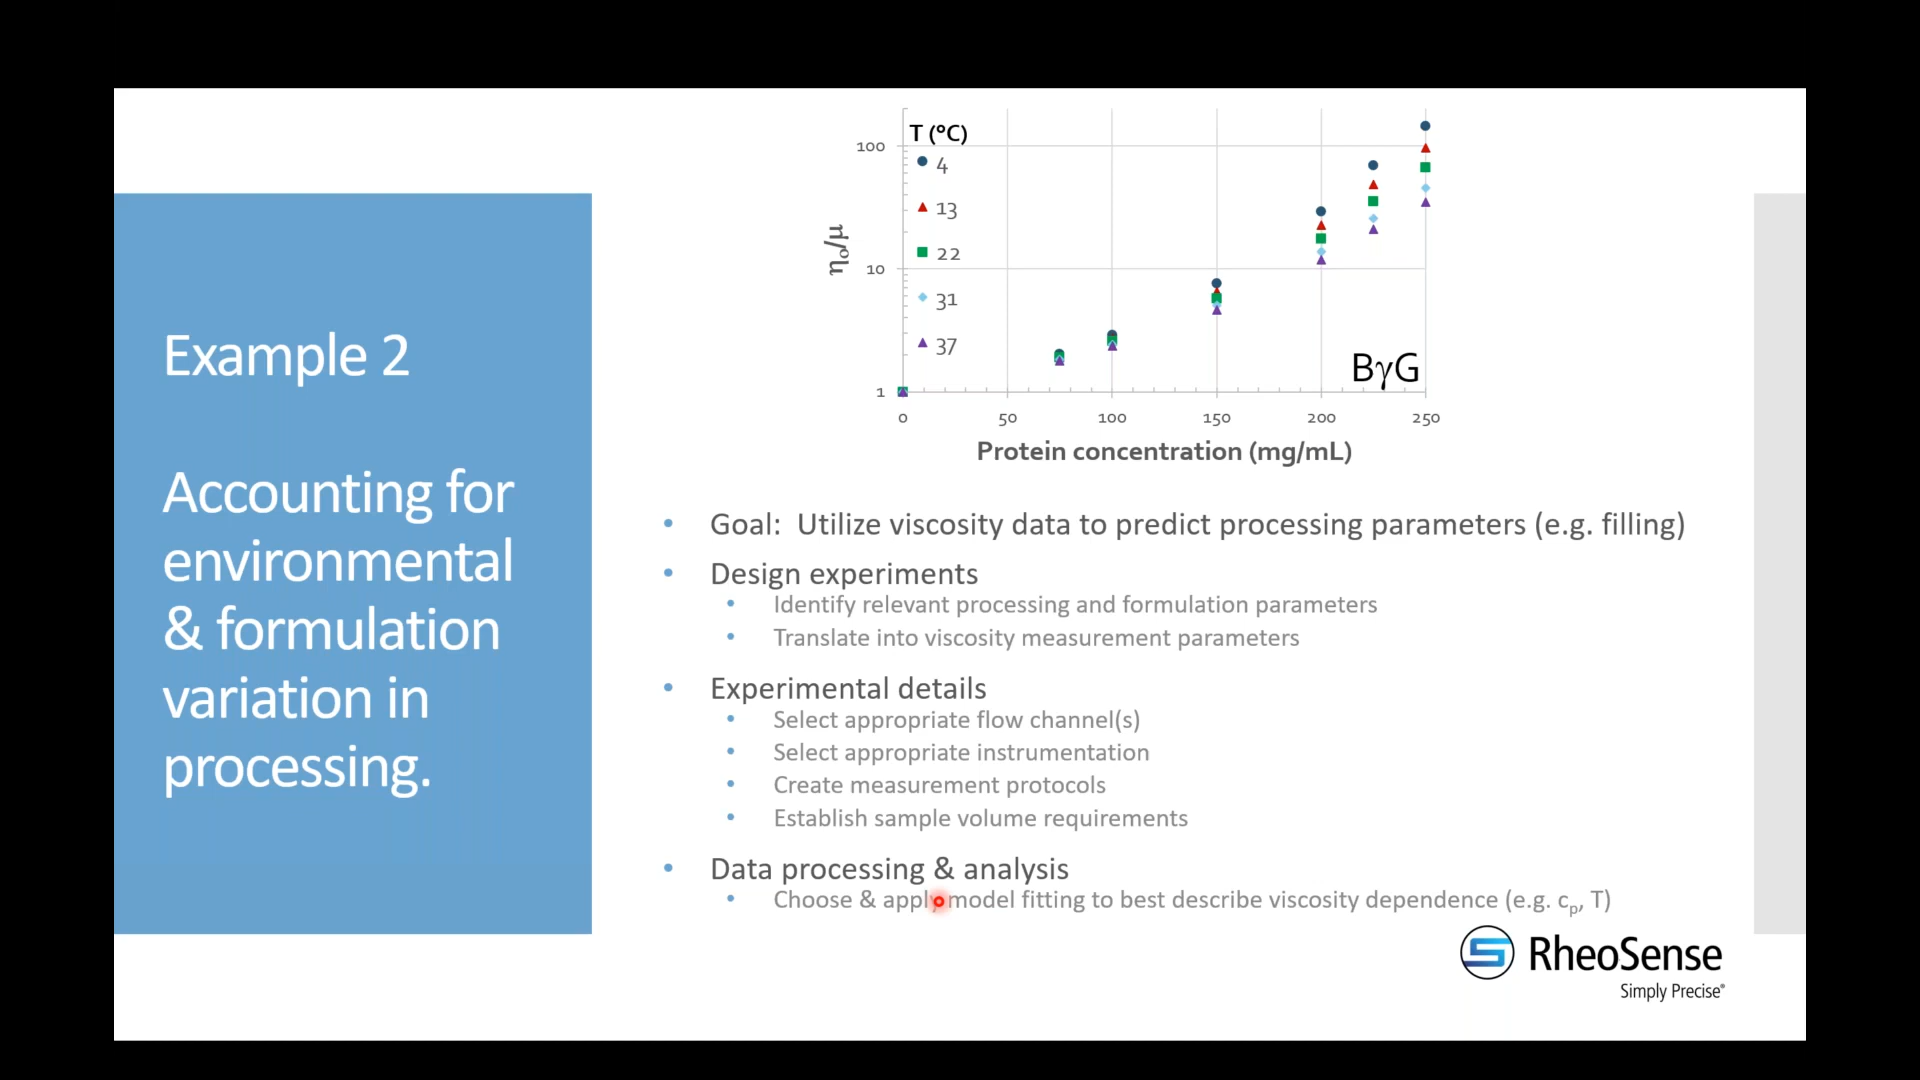 Example 2
Accounting for
environmental
& formulation
variation in
processing.
T (°C)
4
13
22
31
37
100
10
1
ηo/μ
0 50 100 150 200 250
BγG
Protein concentration (mg/mL)
• Goal: Utilize viscosity data to predict processing parameters (e.g. filling)
• Design experiments
• Identify relevant processing and formulation parameters
• Translate into viscosity measurement parameters
• Experimental details
• Select appropriate flow channel(s)
• Select appropriate instrumentation
• Create measurement protocols
• Establish sample volume requirements
• Data processing & analysis
• Choose & apply model fitting to best describe viscosity dependence (e.g. cp, T)
RheoSense
Simply Precise®